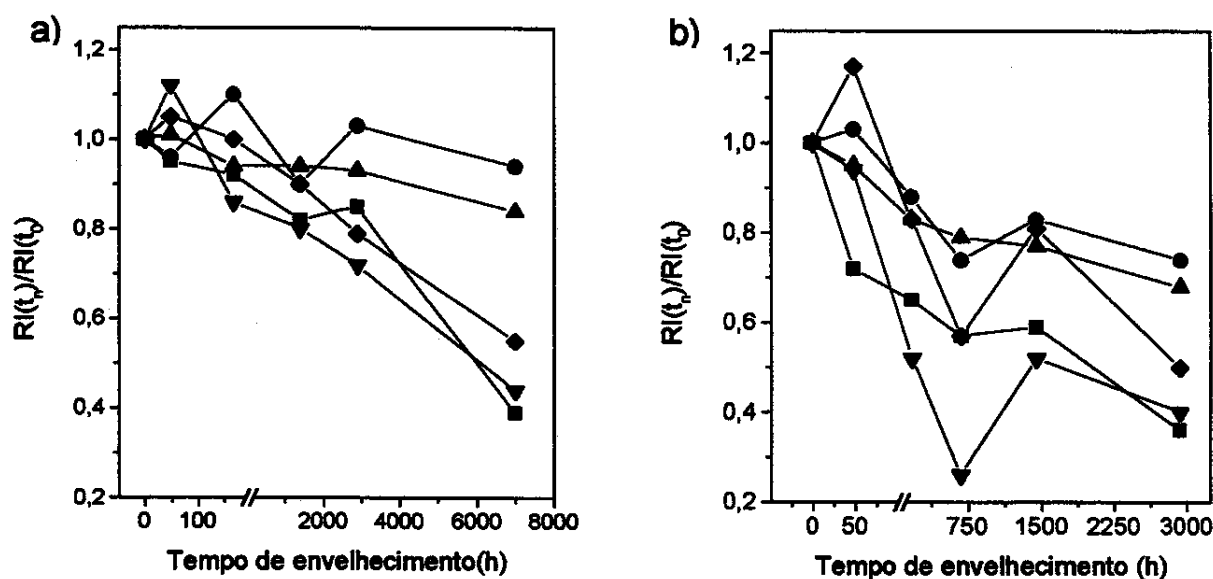 a)
RI(tn)/RI(t0)
1,2
1,0
0,8
0,6
0,4
0,2
0 100 2000 4000 6000 8000
Tempo de envelhecimento(h)
b)
RI(tn)/RI(t0)
1,2
1,0
0,8
0,6
0,4
0,2
0 50 750 1500 2250 3000
Tempo de envelhecimento (h)